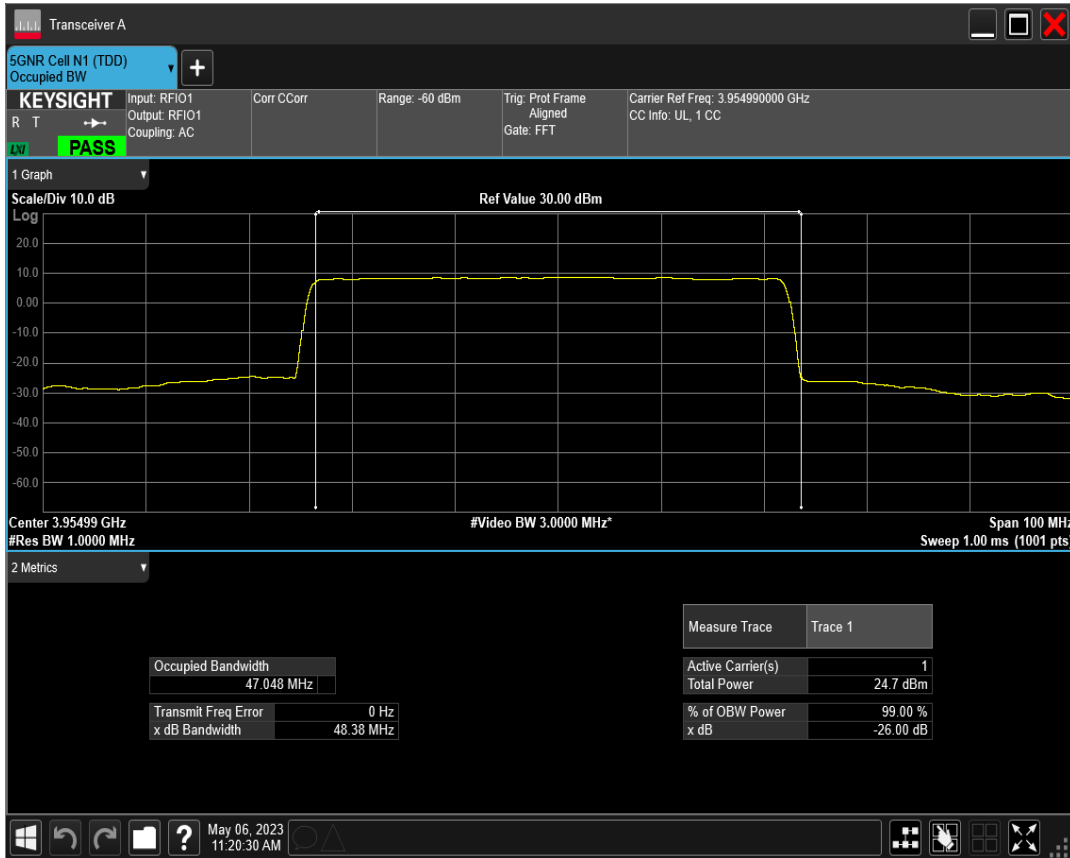 Transceiver A
5GNR Cell N1 (TDD)
Occupied BW
+
KEYSIGHT
R T
LXI
PASS
Input: RFIO1
Output: RFIO1
Coupling: AC
Corr CCorr
Range: -60 dBm
Trig: Prot Frame
Aligned
Gate: FFT
Carrier Ref Freq: 3.954990000 GHz
CC Info: UL, 1 CC
1 Graph
Scale/Div 10.0 dB
Ref Value 30.00 dBm
Log
20.0
10.0
0.00
-10.0
-20.0
-30.0
-40.0
-50.0
-60.0
Center 3.95499 GHz
#Video BW 3.0000 MHz*
Span 100 MHz
#Res BW 1.0000 MHz
Sweep 1.00 ms (1001 pts)
2 Metrics
Measure Trace Trace 1
Occupied Bandwidth
47.048 MHz
Active Carrier(s) 1
Total Power 24.7 dBm
Transmit Freq Error 0 Hz
x dB Bandwidth 48.38 MHz
% of OBW Power 99.00 %
x dB -26.00 dB
?
May 06, 2023
11:20:30 AM